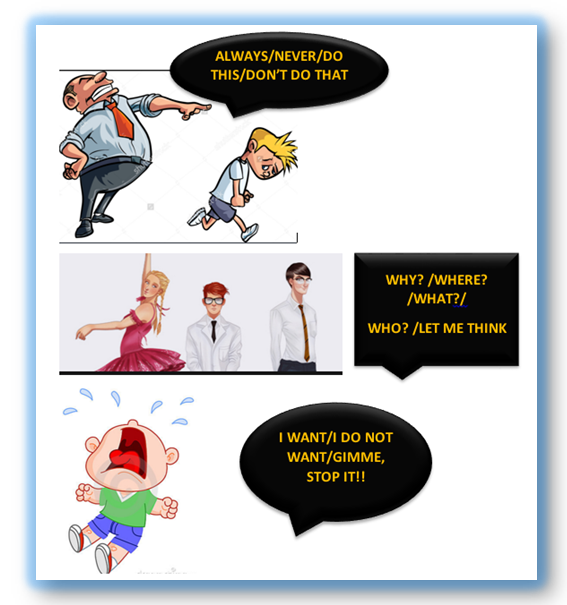 ALWAYS/NEVER/DO
THIS/DON'T DO THAT
WHY? /WHERE?
/WHAT?/
WHO? /LET ME THINK
I WANT/I DO NOT
WANT/GIMME,
STOP IT!!